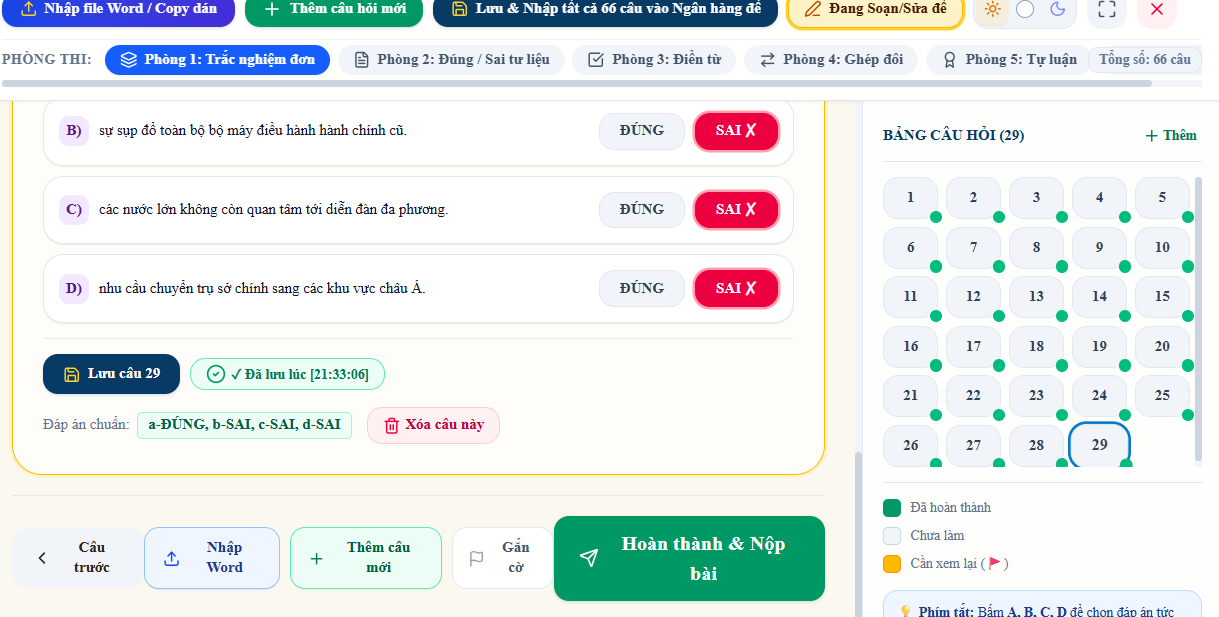 Nhập file Word / Copy dán
Thêm câu hỏi mới
Lưu & Nhập tất cả 66 câu vào Ngân hàng đề
Đang Soạn/Sửa đề
PHÒNG THI:
Phòng 1: Trắc nghiệm đơn
Phòng 2: Đúng / Sai tư liệu
Phòng 3: Điền từ
Phòng 4: Ghép đôi
Phòng 5: Tự luận
Tổng số: 66 câu
B) sự sụp đổ toàn bộ bộ máy điều hành hành chính cũ.
ĐÚNG
SAI ✗
C) các nước lớn không còn quan tâm tới diễn đàn đa phương.
ĐÚNG
SAI ✗
D) nhu cầu chuyển trụ sở chính sang các khu vực châu Á.
ĐÚNG
SAI ✗
Lưu câu 29
✓ Đã lưu lúc [21:33:06]
Đáp án chuẩn: a-ĐÚNG, b-SAI, c-SAI, d-SAI
Xóa câu này
Câu trước
Nhập Word
Thêm câu mới
Gắn cờ
Hoàn thành & Nộp bài
BẢNG CÂU HỎI (29)
+ Thêm
1 2 3 4 5
6 7 8 9 10
11 12 13 14 15
16 17 18 19 20
21 22 23 24 25
26 27 28 29
Đã hoàn thành
Chưa làm
Cần xem lại (🚩)
💡 Phím tắt: Bấm A, B, C, D để chọn đáp án tức